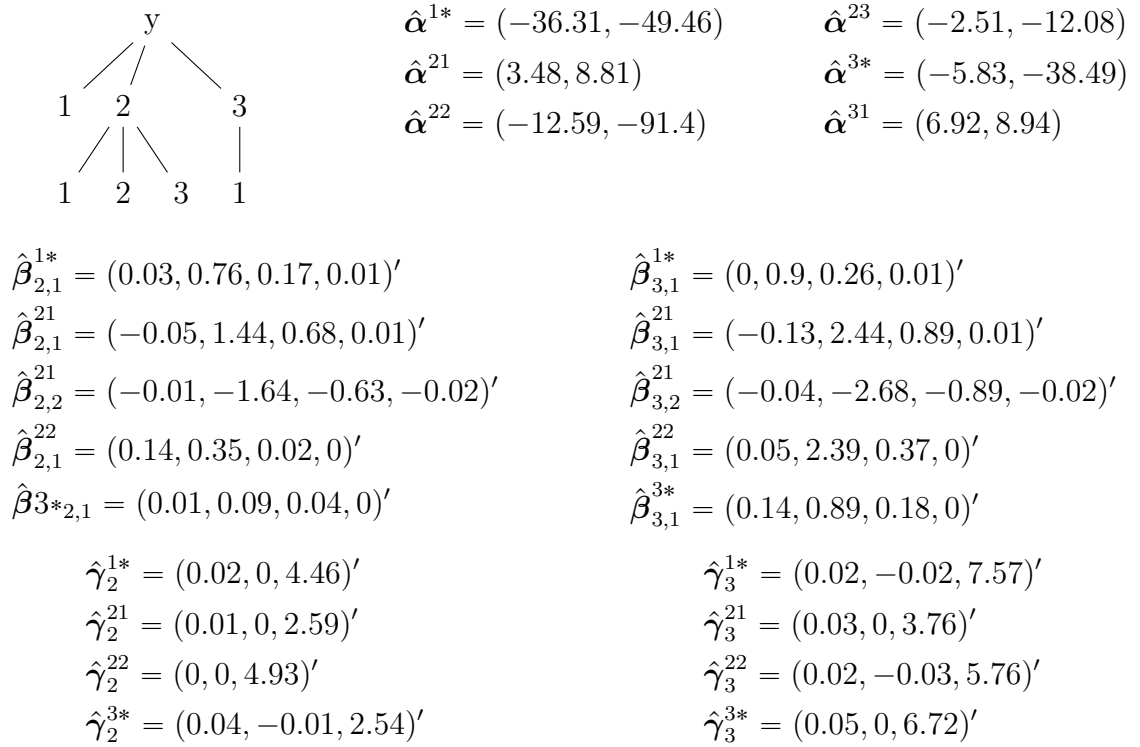 y
1 2 3
1 2 3 1
α̂^{1*} = (−36.31, −49.46)
α̂^{21} = (3.48, 8.81)
α̂^{22} = (−12.59, −91.4)
α̂^{23} = (−2.51, −12.08)
α̂^{3*} = (−5.83, −38.49)
α̂^{31} = (6.92, 8.94)
β̂^{1*}_{2,1} = (0.03, 0.76, 0.17, 0.01)′
β̂^{21}_{2,1} = (−0.05, 1.44, 0.68, 0.01)′
β̂^{21}_{2,2} = (−0.01, −1.64, −0.63, −0.02)′
β̂^{22}_{2,1} = (0.14, 0.35, 0.02, 0)′
β̂3*_{2,1} = (0.01, 0.09, 0.04, 0)′
β̂^{1*}_{3,1} = (0, 0.9, 0.26, 0.01)′
β̂^{21}_{3,1} = (−0.13, 2.44, 0.89, 0.01)′
β̂^{21}_{3,2} = (−0.04, −2.68, −0.89, −0.02)′
β̂^{22}_{3,1} = (0.05, 2.39, 0.37, 0)′
β̂^{3*}_{3,1} = (0.14, 0.89, 0.18, 0)′
γ̂^{1*}_2 = (0.02, 0, 4.46)′
γ̂^{21}_2 = (0.01, 0, 2.59)′
γ̂^{22}_2 = (0, 0, 4.93)′
γ̂^{3*}_2 = (0.04, −0.01, 2.54)′
γ̂^{1*}_3 = (0.02, −0.02, 7.57)′
γ̂^{21}_3 = (0.03, 0, 3.76)′
γ̂^{22}_3 = (0.02, −0.03, 5.76)′
γ̂^{3*}_3 = (0.05, 0, 6.72)′